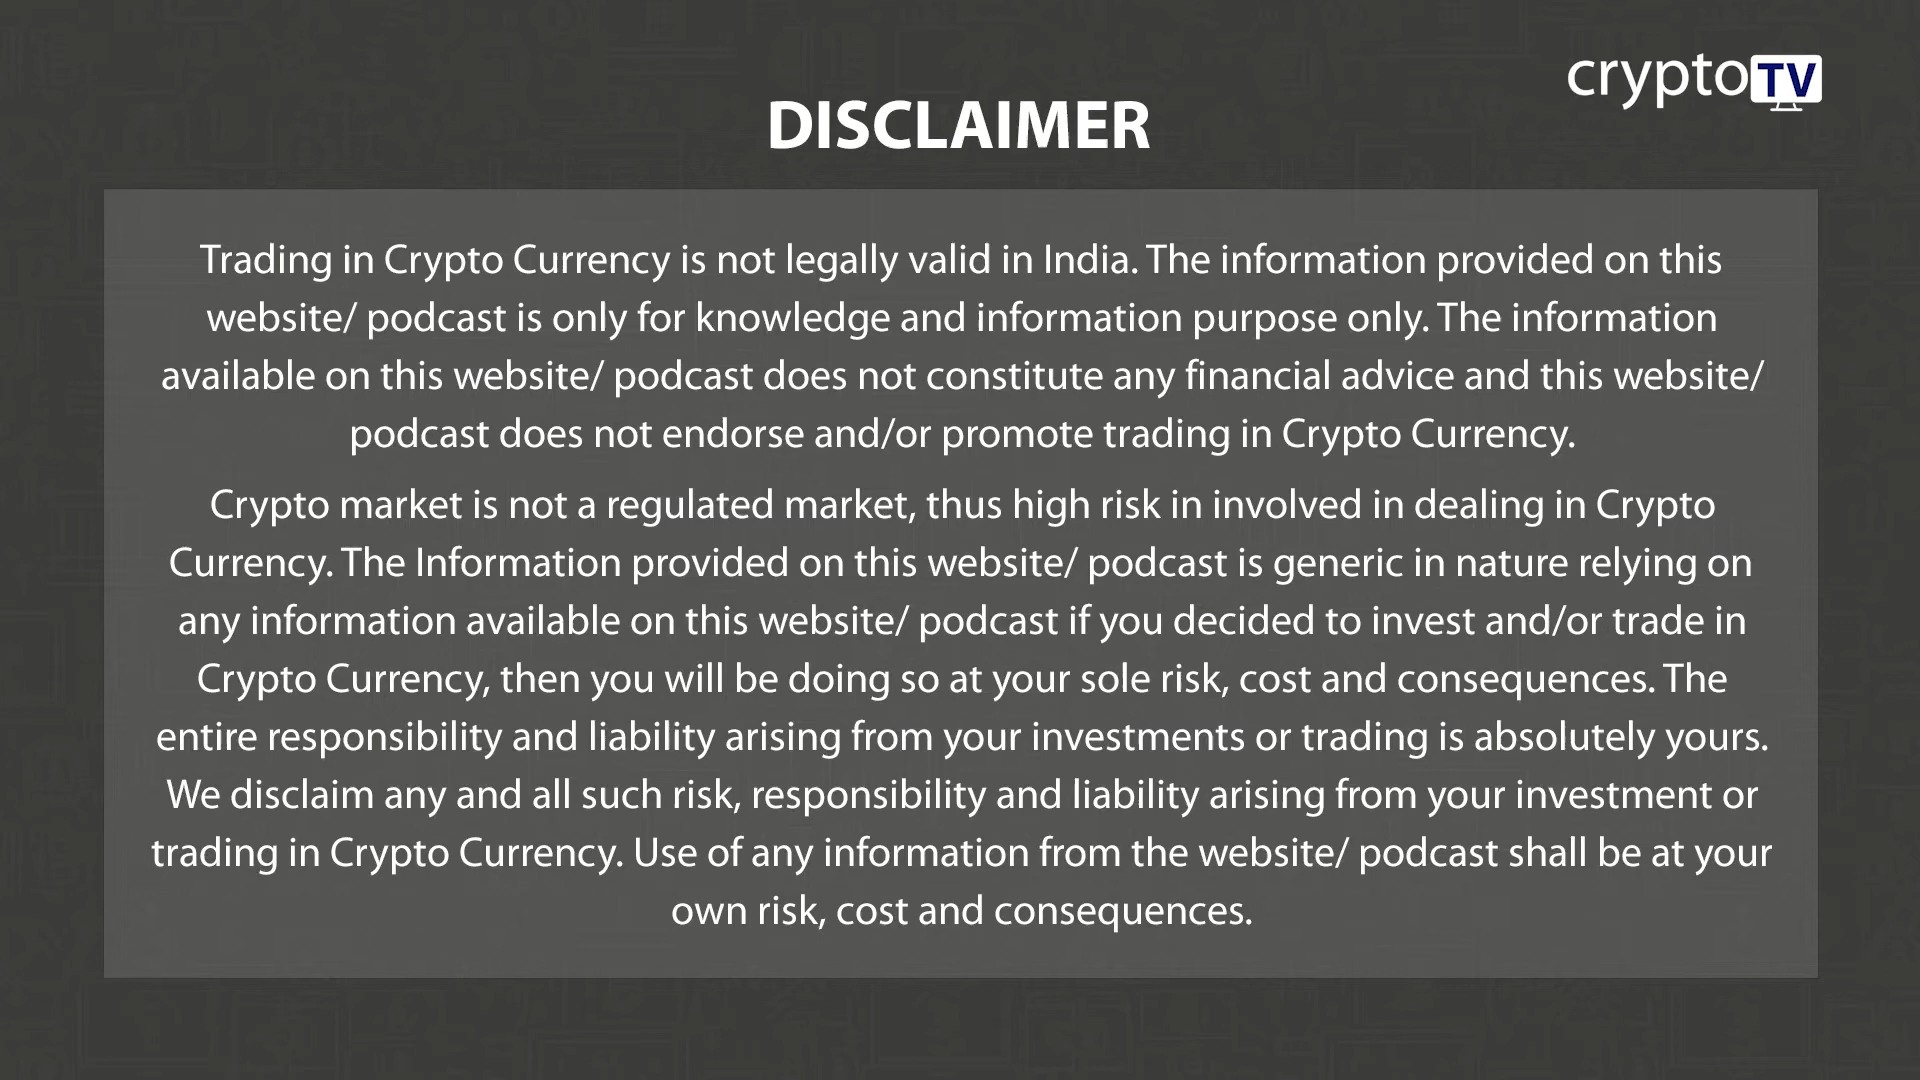 cryptoTV
DISCLAIMER
Trading in Crypto Currency is not legally valid in India. The information provided on this
website/ podcast is only for knowledge and information purpose only. The information
available on this website/ podcast does not constitute any financial advice and this website/
podcast does not endorse and/or promote trading in Crypto Currency.
Crypto market is not a regulated market, thus high risk in involved in dealing in Crypto
Currency. The Information provided on this website/ podcast is generic in nature relying on
any information available on this website/ podcast if you decided to invest and/or trade in
Crypto Currency, then you will be doing so at your sole risk, cost and consequences. The
entire responsibility and liability arising from your investments or trading is absolutely yours.
We disclaim any and all such risk, responsibility and liability arising from your investment or
trading in Crypto Currency. Use of any information from the website/ podcast shall be at your
own risk, cost and consequences.